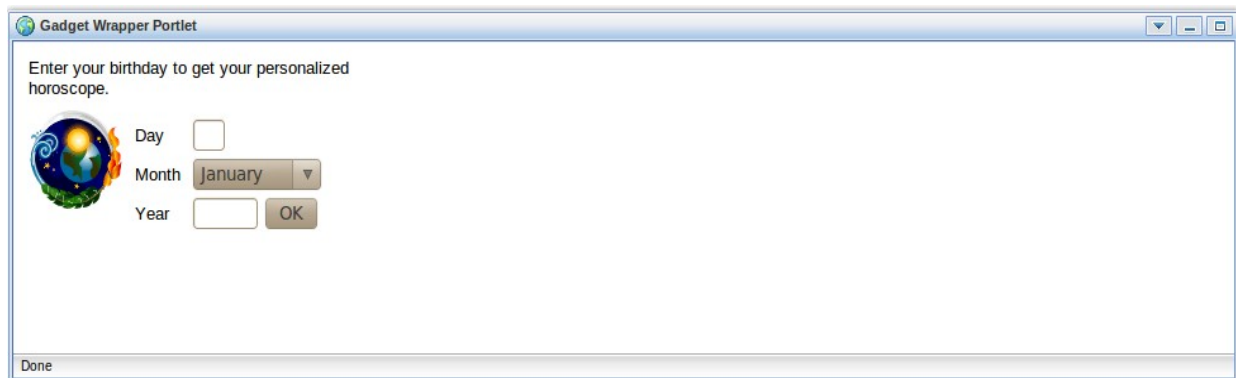 Gadget Wrapper Portlet
Enter your birthday to get your personalized
horoscope.
Day
Month January
Year OK
Done